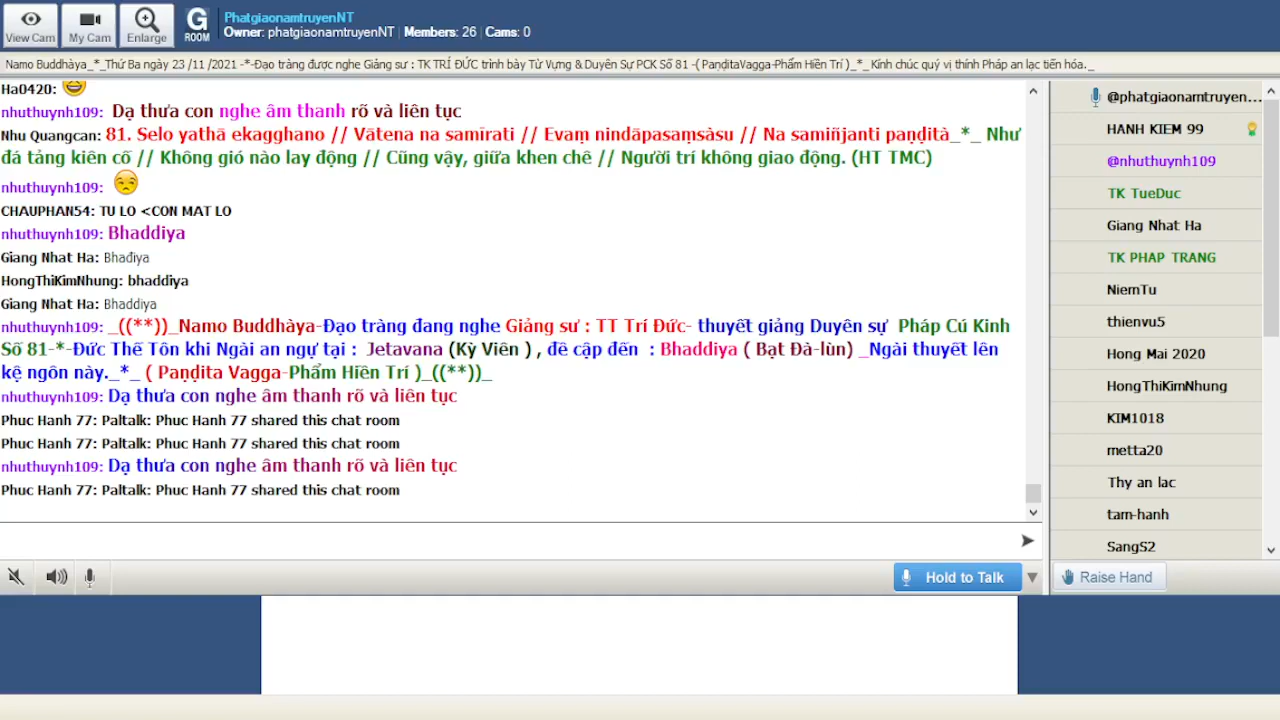 View Cam
My Cam
Enlarge
G
ROOM
PhatgiaonamtruyenNT
Owner: phatgiaonamtruyenNT | Members: 26 | Cams: 0
Namo Buddhàya_*_Thứ Ba ngày 23 /11 /2021 -*-Đạo tràng được nghe Giảng sư : TK TRÍ ĐỨC trình bày Từ Vựng & Duyên Sự PCK Số 81 -( PaṇḍitaVagga-Phẩm Hiền Trí )_*_ Kính chúc quý vị thính Pháp an lạc tiến hóa._
Ha0420:
nhuthuynh109: Dạ thưa con nghe âm thanh rõ và liên tục
Nhu Quangcan: 81. Selo yathā ekagghano // Vātena na samīrati // Evaṃ nindāpasaṃsàsu // Na samiñjanti paṇḍità_*_ Như
đá tảng kiên cố // Không gió nào lay động // Cũng vậy, giữa khen chê // Người trí không giao động. (HT TMC)
nhuthuynh109:
CHAUPHAN54: TU LO <CON MAT LO
nhuthuynh109: Bhaddiya
Giang Nhat Ha: Bhađiya
HongThiKimNhung: bhaddiya
Giang Nhat Ha: Bhaddiya
nhuthuynh109: _((**))_Namo Buddhàya-Đạo tràng đang nghe Giảng sư : TT Trí Đức- thuyết giảng Duyên sự Pháp Cú Kinh
Số 81-*-Đức Thế Tôn khi Ngài an ngự tại : Jetavana (Kỳ Viên ) , đề cập đến : Bhaddiya ( Bạt Đà-lùn) _Ngài thuyết lên
kệ ngôn này._*_ ( Paṇḍita Vagga-Phẩm Hiền Trí )_((**))_
nhuthuynh109: Dạ thưa con nghe âm thanh rõ và liên tục
Phuc Hanh 77: Paltalk: Phuc Hanh 77 shared this chat room
Phuc Hanh 77: Paltalk: Phuc Hanh 77 shared this chat room
nhuthuynh109: Dạ thưa con nghe âm thanh rõ và liên tục
Phuc Hanh 77: Paltalk: Phuc Hanh 77 shared this chat room
Hold to Talk
@phatgiaonamtruyen...
HANH KIEM 99
@nhuthuynh109
TK TueDuc
Giang Nhat Ha
TK PHAP TRANG
NiemTu
thienvu5
Hong Mai 2020
HongThiKimNhung
KIM1018
metta20
Thy an lac
tam-hanh
SangS2
Raise Hand